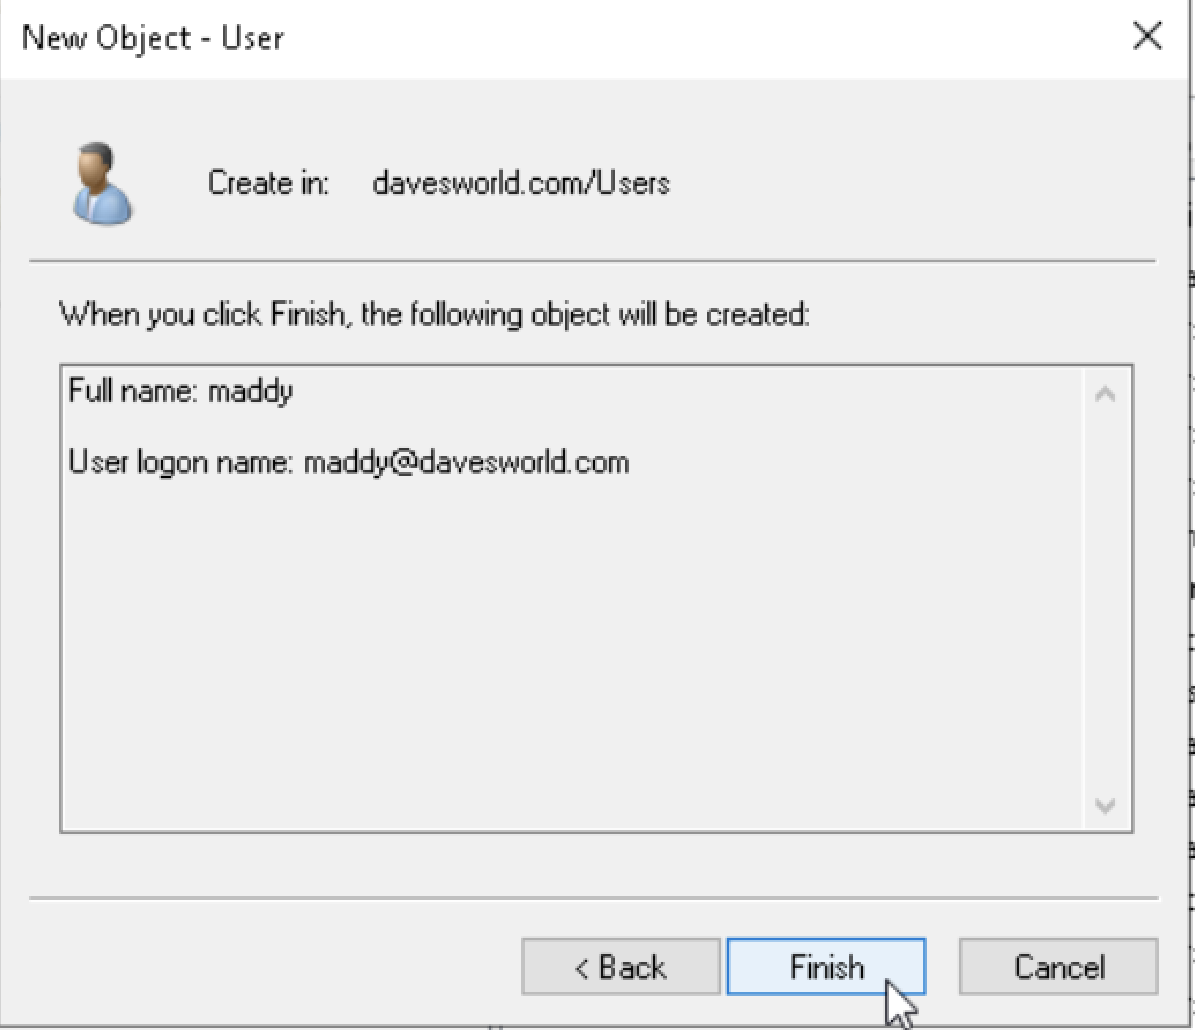 New Object - User
Create in: davesworld.com/Users
When you click Finish, the following object will be created:
Full name: maddy
User logon name: maddy@davesworld.com
< Back Finish Cancel